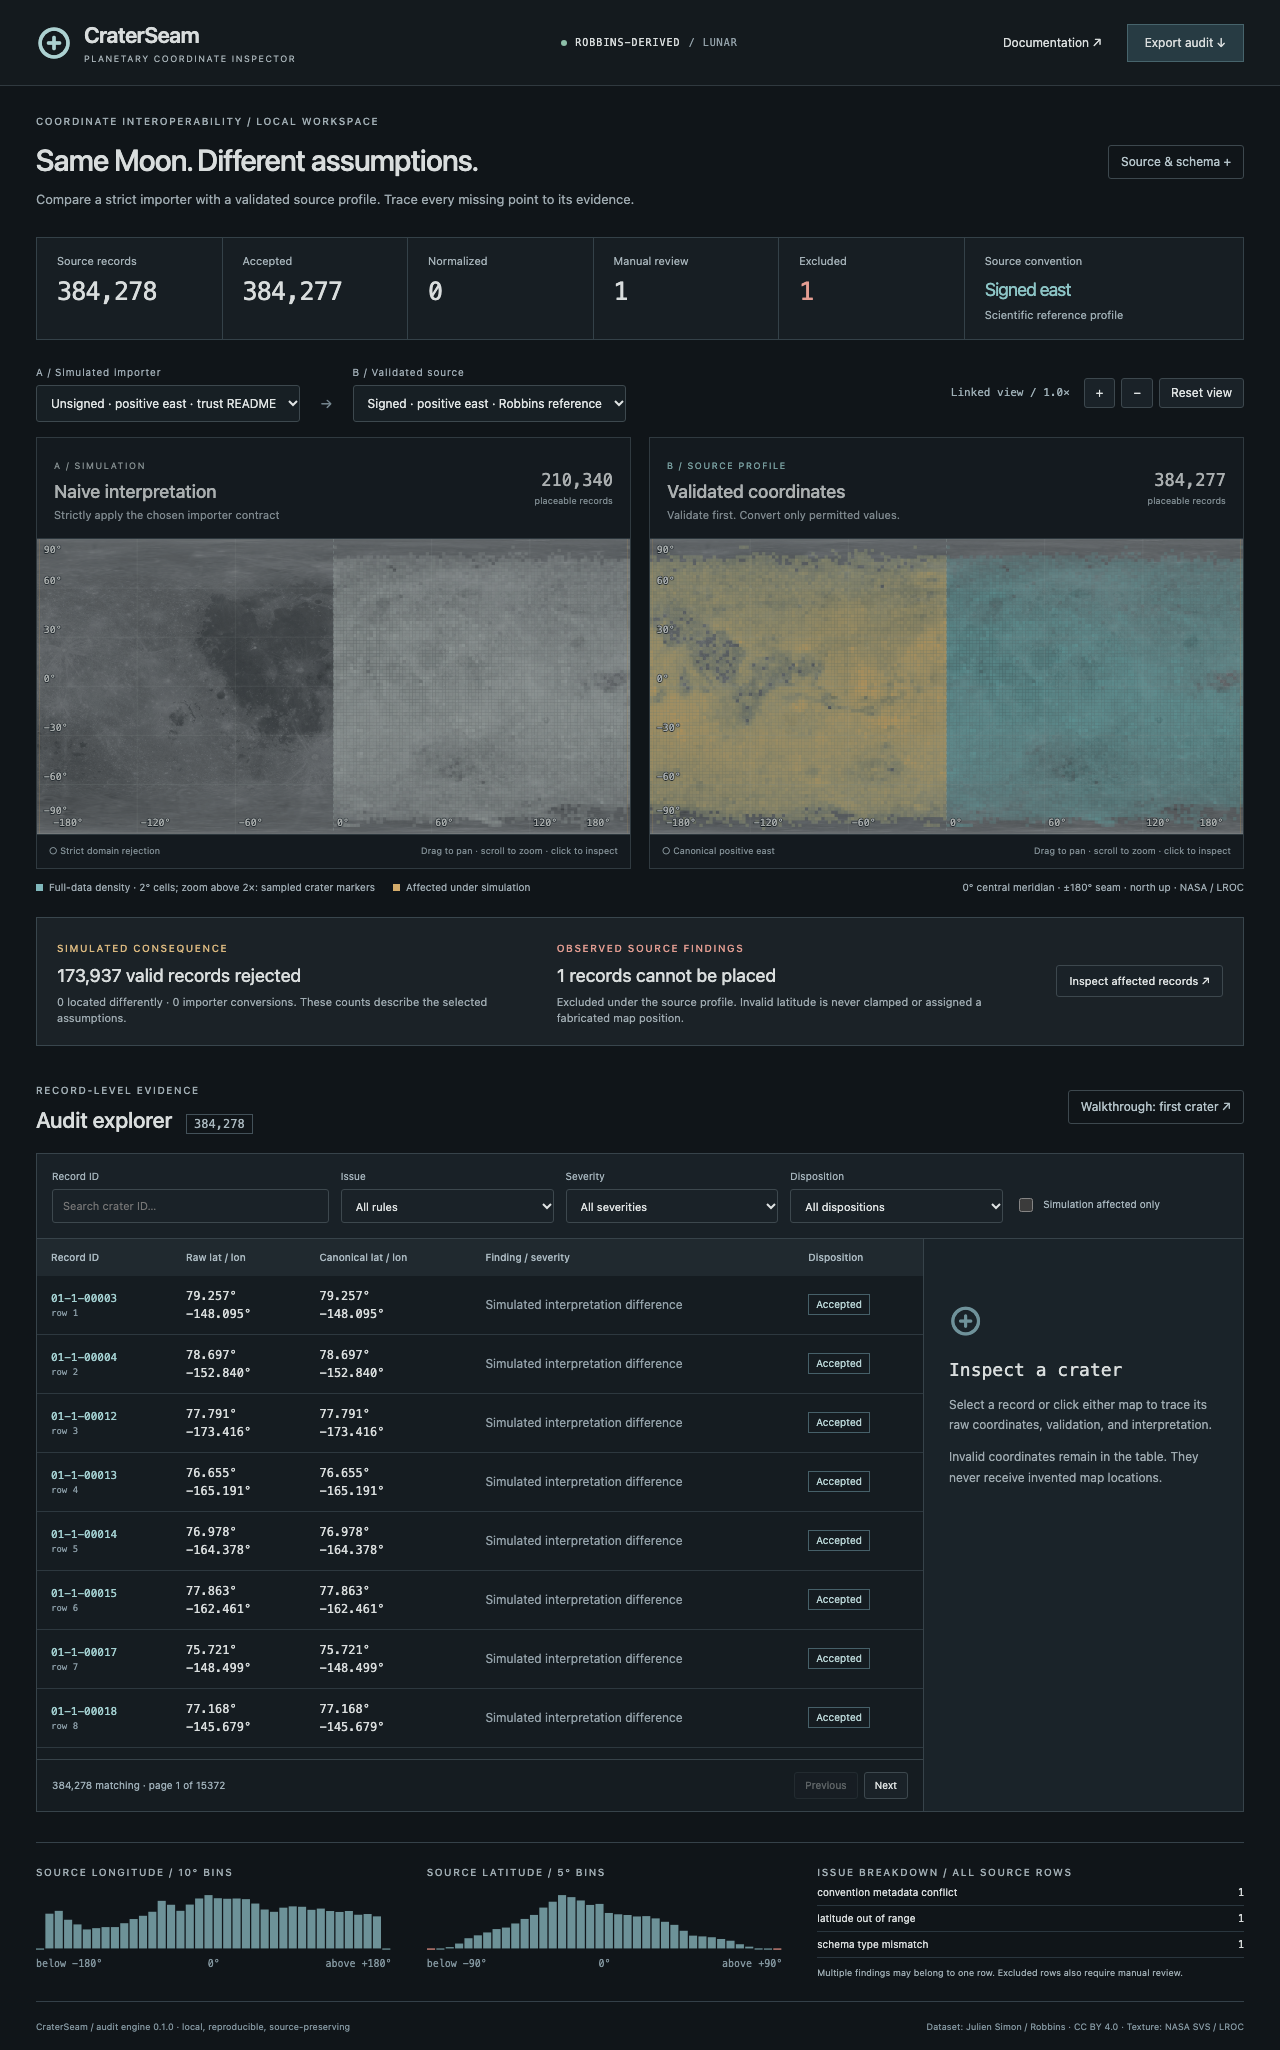 CraterSeam
PLANETARY COORDINATE INSPECTOR
ROBBINS-DERIVED / LUNAR
Documentation ↗
Export audit ↓
COORDINATE INTEROPERABILITY / LOCAL WORKSPACE
Same Moon. Different assumptions.
Source & schema +
Compare a strict importer with a validated source profile. Trace every missing point to its evidence.
Source records
384,278
Accepted
384,277
Normalized
0
Manual review
1
Excluded
1
Source convention
Signed east
Scientific reference profile
A / Simulated importer
Unsigned · positive east · trust README
→
B / Validated source
Signed · positive east · Robbins reference
Linked view / 1.0×
+
−
Reset view
A / SIMULATION
Naive interpretation
Strictly apply the chosen importer contract
210,340
placeable records
90°
60°
30°
0°
−30°
−60°
−90°
−180° −120° −60° 0° 60° 120° 180°
Strict domain rejection
Drag to pan · scroll to zoom · click to inspect
B / SOURCE PROFILE
Validated coordinates
Validate first. Convert only permitted values.
384,277
placeable records
90°
60°
30°
0°
−30°
−60°
−90°
−180° −120° −60° 0° 60° 120° 180°
Canonical positive east
Drag to pan · scroll to zoom · click to inspect
Full-data density · 2° cells; zoom above 2×: sampled crater markers
Affected under simulation
0° central meridian · ±180° seam · north up · NASA / LROC
SIMULATED CONSEQUENCE
173,937 valid records rejected
0 located differently · 0 importer conversions. These counts describe the selected
assumptions.
OBSERVED SOURCE FINDINGS
1 records cannot be placed
Excluded under the source profile. Invalid latitude is never clamped or assigned a
fabricated map position.
Inspect affected records ↗
RECORD-LEVEL EVIDENCE
Audit explorer 384,278
Walkthrough: first crater ↗
Record ID
Search crater ID...
Issue
All rules
Severity
All severities
Disposition
All dispositions
Simulation affected only
Record ID Raw lat / lon Canonical lat / lon Finding / severity Disposition
01-1-00003
row 1
79.257°
−148.095°
79.257°
−148.095°
Simulated interpretation difference
Accepted
01-1-00004
row 2
78.697°
−152.840°
78.697°
−152.840°
Simulated interpretation difference
Accepted
01-1-00012
row 3
77.791°
−173.416°
77.791°
−173.416°
Simulated interpretation difference
Accepted
01-1-00013
row 4
76.655°
−165.191°
76.655°
−165.191°
Simulated interpretation difference
Accepted
01-1-00014
row 5
76.978°
−164.378°
76.978°
−164.378°
Simulated interpretation difference
Accepted
01-1-00015
row 6
77.863°
−162.461°
77.863°
−162.461°
Simulated interpretation difference
Accepted
01-1-00017
row 7
75.721°
−148.499°
75.721°
−148.499°
Simulated interpretation difference
Accepted
01-1-00018
row 8
77.168°
−145.679°
77.168°
−145.679°
Simulated interpretation difference
Accepted
384,278 matching · page 1 of 15372
Previous
Next
Inspect a crater
Select a record or click either map to trace its
raw coordinates, validation, and interpretation.
Invalid coordinates remain in the table. They
never receive invented map locations.
SOURCE LONGITUDE / 10° BINS
below −180° 0° above +180°
SOURCE LATITUDE / 5° BINS
below −90° 0° above +90°
ISSUE BREAKDOWN / ALL SOURCE ROWS
convention metadata conflict 1
latitude out of range 1
schema type mismatch 1
Multiple findings may belong to one row. Excluded rows also require manual review.
CraterSeam / audit engine 0.1.0 · local, reproducible, source-preserving
Dataset: Julien Simon / Robbins · CC BY 4.0 · Texture: NASA SVS / LROC